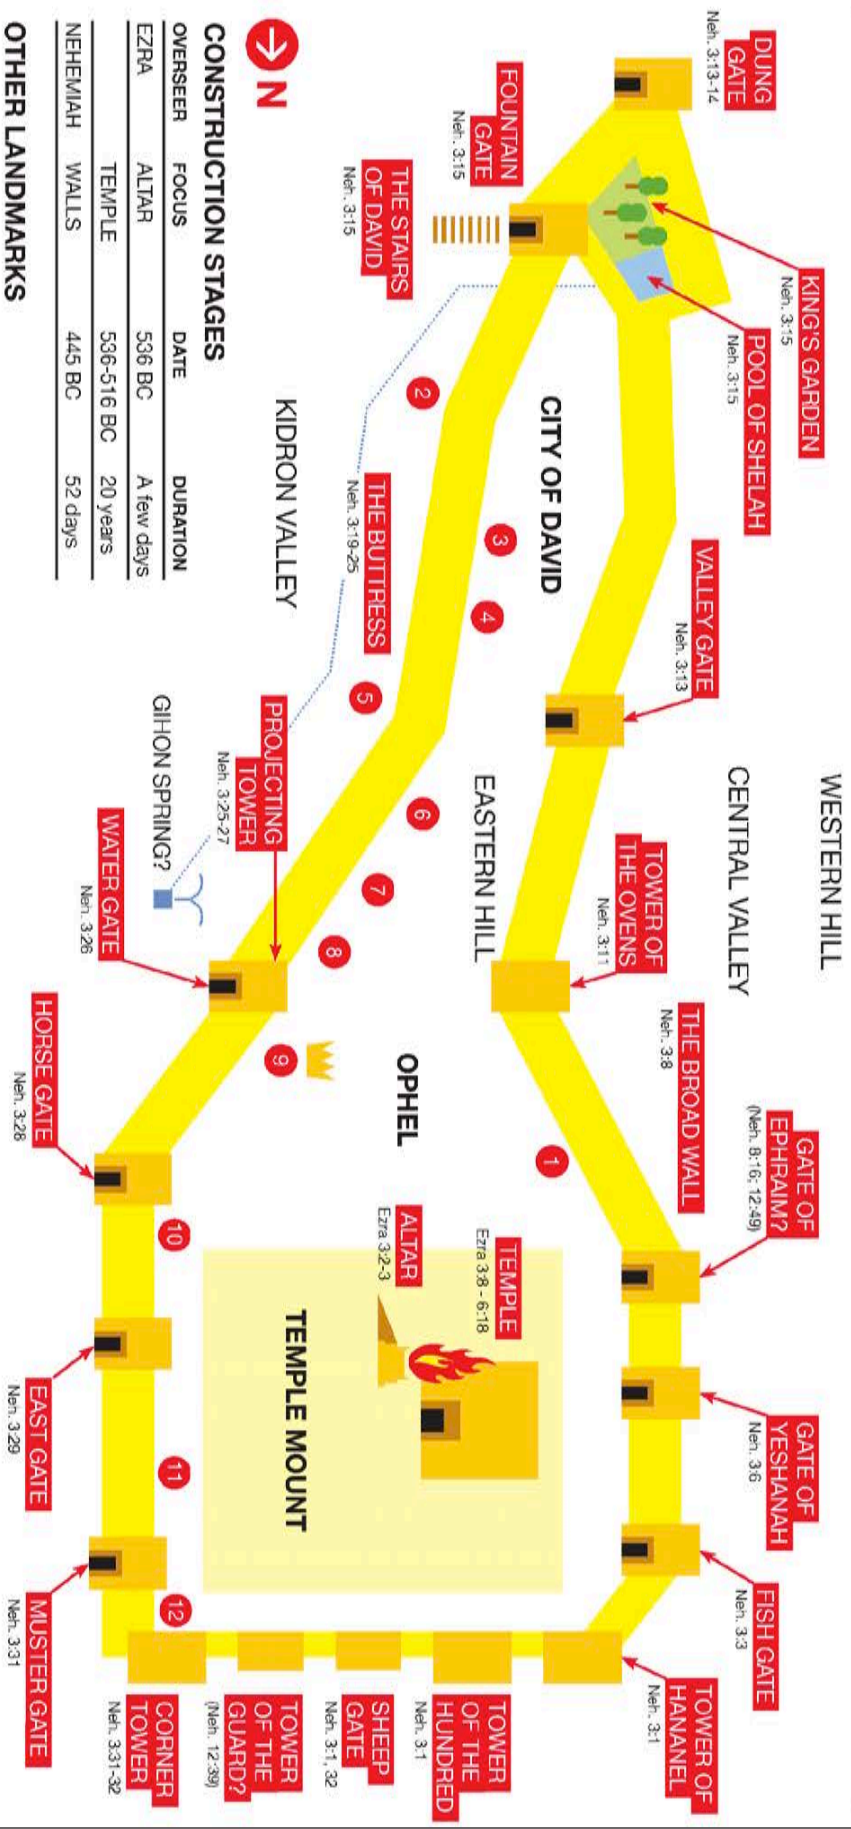 DUNG
GATE
Neh. 3:13-14
KING'S GARDEN
Neh. 3:15
POOL OF SHELAH
Neh. 3:15
FOUNTAIN
GATE
Neh. 3:15
THE STAIRS
OF DAVID
Neh. 3:15
VALLEY GATE
Neh. 3:13
WESTERN HILL
CENTRAL VALLEY
TOWER OF
THE OVENS
Neh. 3:11
THE BROAD WALL
Neh. 3:8
GATE OF
EPHRAIM?
(Neh. 8:16; 12:49)
GATE OF
YESHANAH
Neh. 3:6
FISH GATE
Neh. 3:3
TOWER OF
HANANEL
Neh. 3:1
TOWER
OF THE
HUNDRED
Neh. 3:1
SHEEP
GATE
Neh. 3:1, 32
TOWER
OF THE
GUARD?
(Neh. 12:39)
CORNER
TOWER
Neh. 3:31-32
CITY OF DAVID
EASTERN HILL
OPHEL
TEMPLE
Ezra 3:8 - 6:18
ALTAR
Ezra 3:2-3
TEMPLE MOUNT
1
2
3
4
5
6
7
8
9
10
11
12
THE BUTTRESS
Neh. 3:19-25
KIDRON VALLEY
PROJECTING
TOWER
Neh. 3:25-27
GIHON SPRING?
WATER GATE
Neh. 3:26
HORSE GATE
Neh. 3:28
EAST GATE
Neh. 3:29
MUSTER GATE
Neh. 3:31
N
CONSTRUCTION STAGES
OVERSEER FOCUS DATE DURATION
EZRA ALTAR 536 BC A few days
TEMPLE 536-516 BC 20 years
NEHEMIAH WALLS 445 BC 52 days
OTHER LANDMARKS